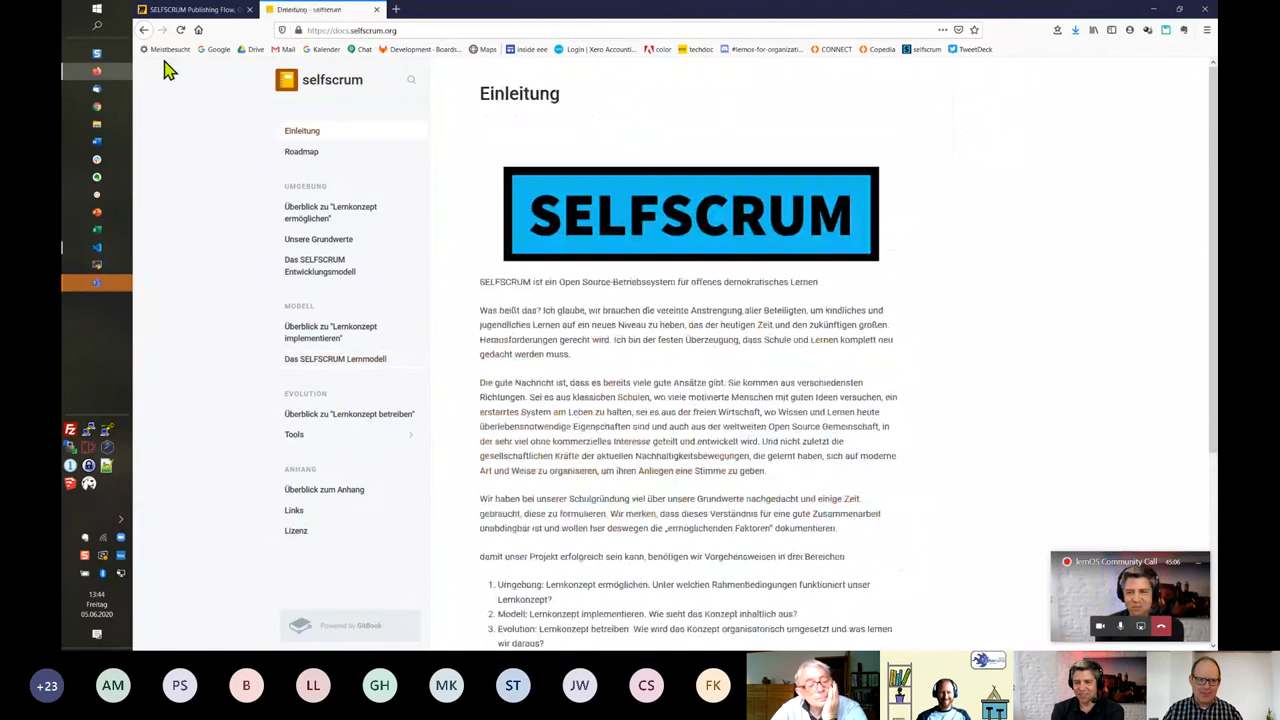 SELFSCRUM Publishing Flow, G
Einleitung - selfscrum
https://docs.selfscrum.org
Meistbesucht
Google
Drive
Mail
Kalender
Chat
Development - Boards...
Maps
inside eee
Login | Xero Accounti...
color
techdoc
#lernos-for-organizati...
CONNECT
Copedia
selfscrum
TweetDeck
selfscrum
Einleitung
Roadmap
UMGEBUNG
Überblick zu "Lernkonzept
ermöglichen"
Unsere Grundwerte
Das SELFSCRUM
Entwicklungsmodell
MODELL
Überblick zu "Lernkonzept
implementieren"
Das SELFSCRUM Lernmodell
EVOLUTION
Überblick zu "Lernkonzept betreiben"
Tools
ANHANG
Überblick zum Anhang
Links
Lizenz
Powered by GitBook
Einleitung
SELFSCRUM
SELFSCRUM ist ein Open Source-Betriebssystem für offenes demokratisches Lernen
Was heißt das? Ich glaube, wir brauchen die vereinte Anstrengung aller Beteiligten, um kindliches und
jugendliches Lernen auf ein neues Niveau zu heben, das der heutigen Zeit und den zukünftigen großen
Herausforderungen gerecht wird. Ich bin der festen Überzeugung, dass Schule und Lernen komplett neu
gedacht werden muss.
Die gute Nachricht ist, dass es bereits viele gute Ansätze gibt. Sie kommen aus verschiedensten
Richtungen. Sei es aus klassichen Schulen, wo viele motivierte Menschen mit guten Ideen versuchen, ein
erstarrtes System am Leben zu halten, sei es aus der freien Wirtschaft, wo Wissen und Lernen heute
überlebensnotwendige Eigenschaften sind und auch aus der weltweiten Open Source Gemeinschaft, in
der sehr viel ohne kommerzielles Interesse geteilt und entwickelt wird. Und nicht zuletzt die
gesellschaftlichen Kräfte der aktuellen Nachhaltigkeitsbewegungen, die gelernt haben, sich auf moderne
Art und Weise zu organisieren, um ihren Anliegen eine Stimme zu geben.
Wir haben bei unserer Schulgründung viel über unsere Grundwerte nachgedacht und einige Zeit
gebraucht, diese zu formulieren. Wir merken, dass dieses Verständnis für eine gute Zusammenarbeit
unabdingbar ist und wollen hier deswegen die „ermöglichenden Faktoren" dokumentieren.
damit unser Projekt erfolgreich sein kann, benötigen wir Vorgehensweisen in drei Bereichen
1. Umgebung: Lernkonzept ermöglichen. Unter welchen Rahmenbedingungen funktioniert unser
Lernkonzept?
2. Modell: Lernkonzept implementieren. Wie sieht das Konzept inhaltlich aus?
3. Evolution: Lernkonzept betreiben Wie wird das Konzept organisatorisch umgesetzt und was lernen
wir daraus?
13:44
Freitag
05.06.2020
lernOS Community Call
45:06
+23
AM
PS
B
LL
GH
MK
ST
JW
CS
FK